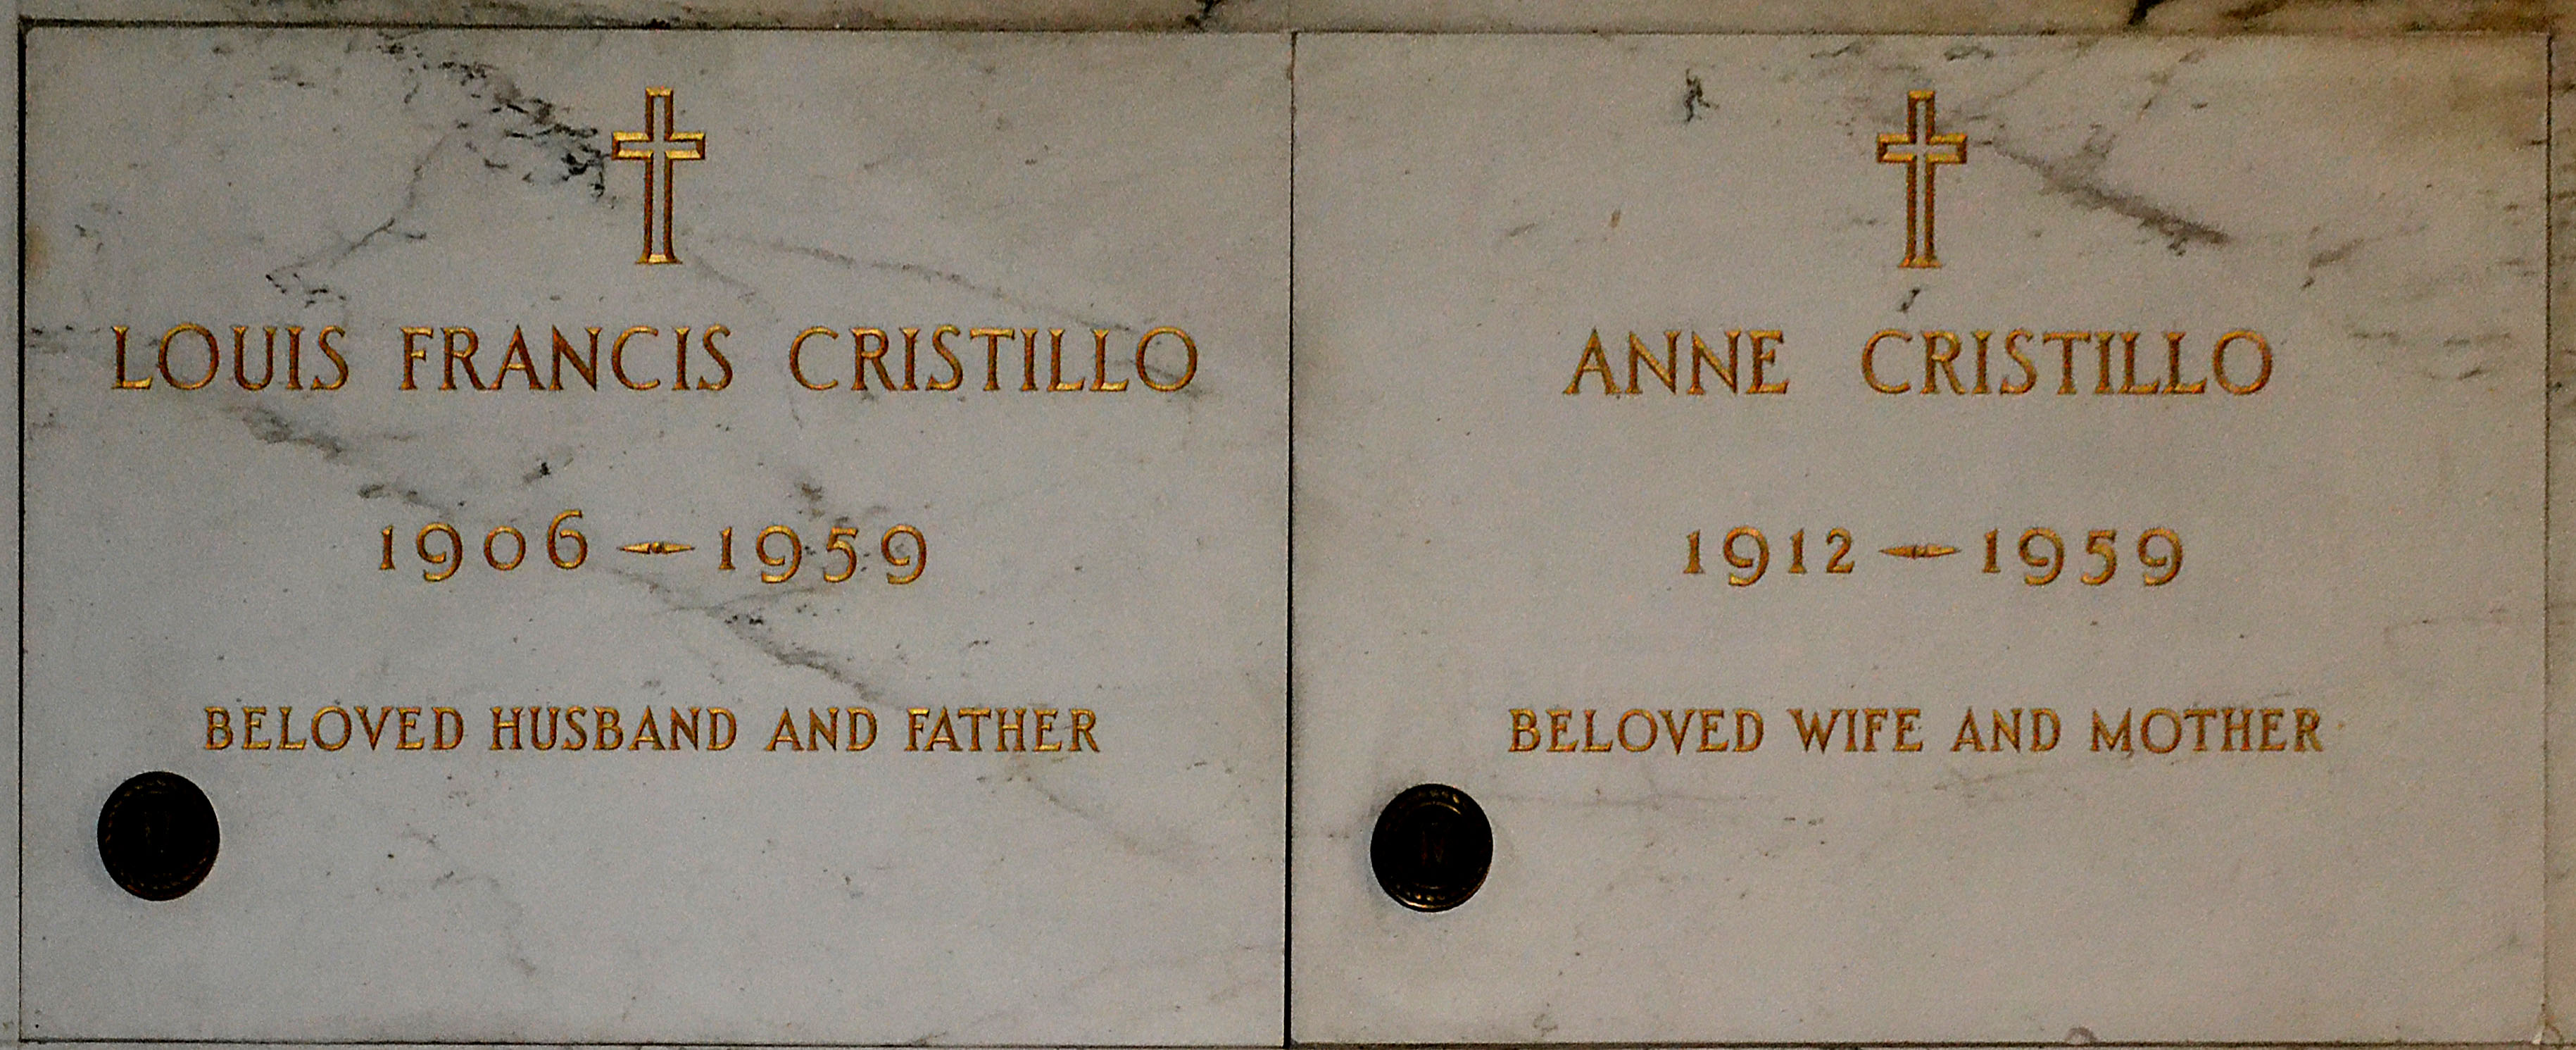 LOUIS FRANCIS CRISTILLO
1906 – 1959
BELOVED HUSBAND AND FATHER
ANNE CRISTILLO
1912 – 1959
BELOVED WIFE AND MOTHER